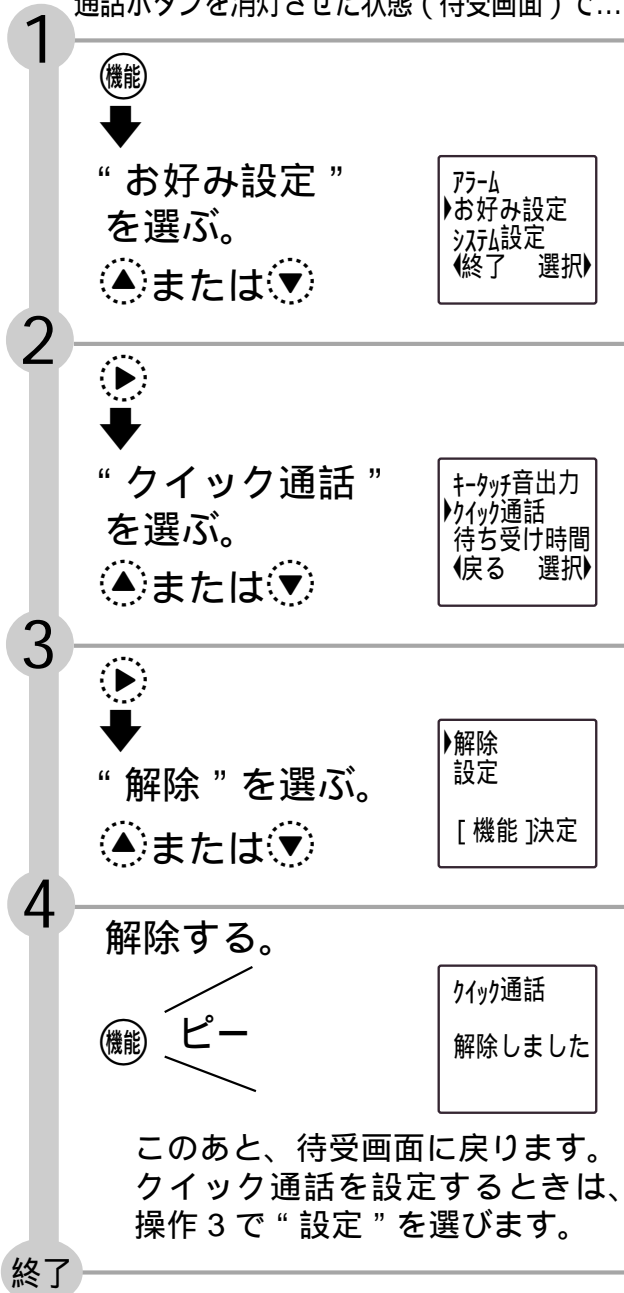 通話ボタンを消灯させた状態(待受画面)で…
1
機能
“お好み設定”
を選ぶ。
▲または▼
ｱﾗｰﾑ
お好み設定
ｼｽﾃﾑ設定
終了 選択
2
“クイック通話”
を選ぶ。
▲または▼
ｷｰﾀｯﾁ音出力
ｸｲｯｸ通話
待ち受け時間
戻る 選択
3
“解除”を選ぶ。
▲または▼
解除
設定
[機能]決定
4
解除する。
機能 ピー
ｸｲｯｸ通話
解除しました
このあと、待受画面に戻ります。
クイック通話を設定するときは、
操作3で“設定”を選びます。
終了